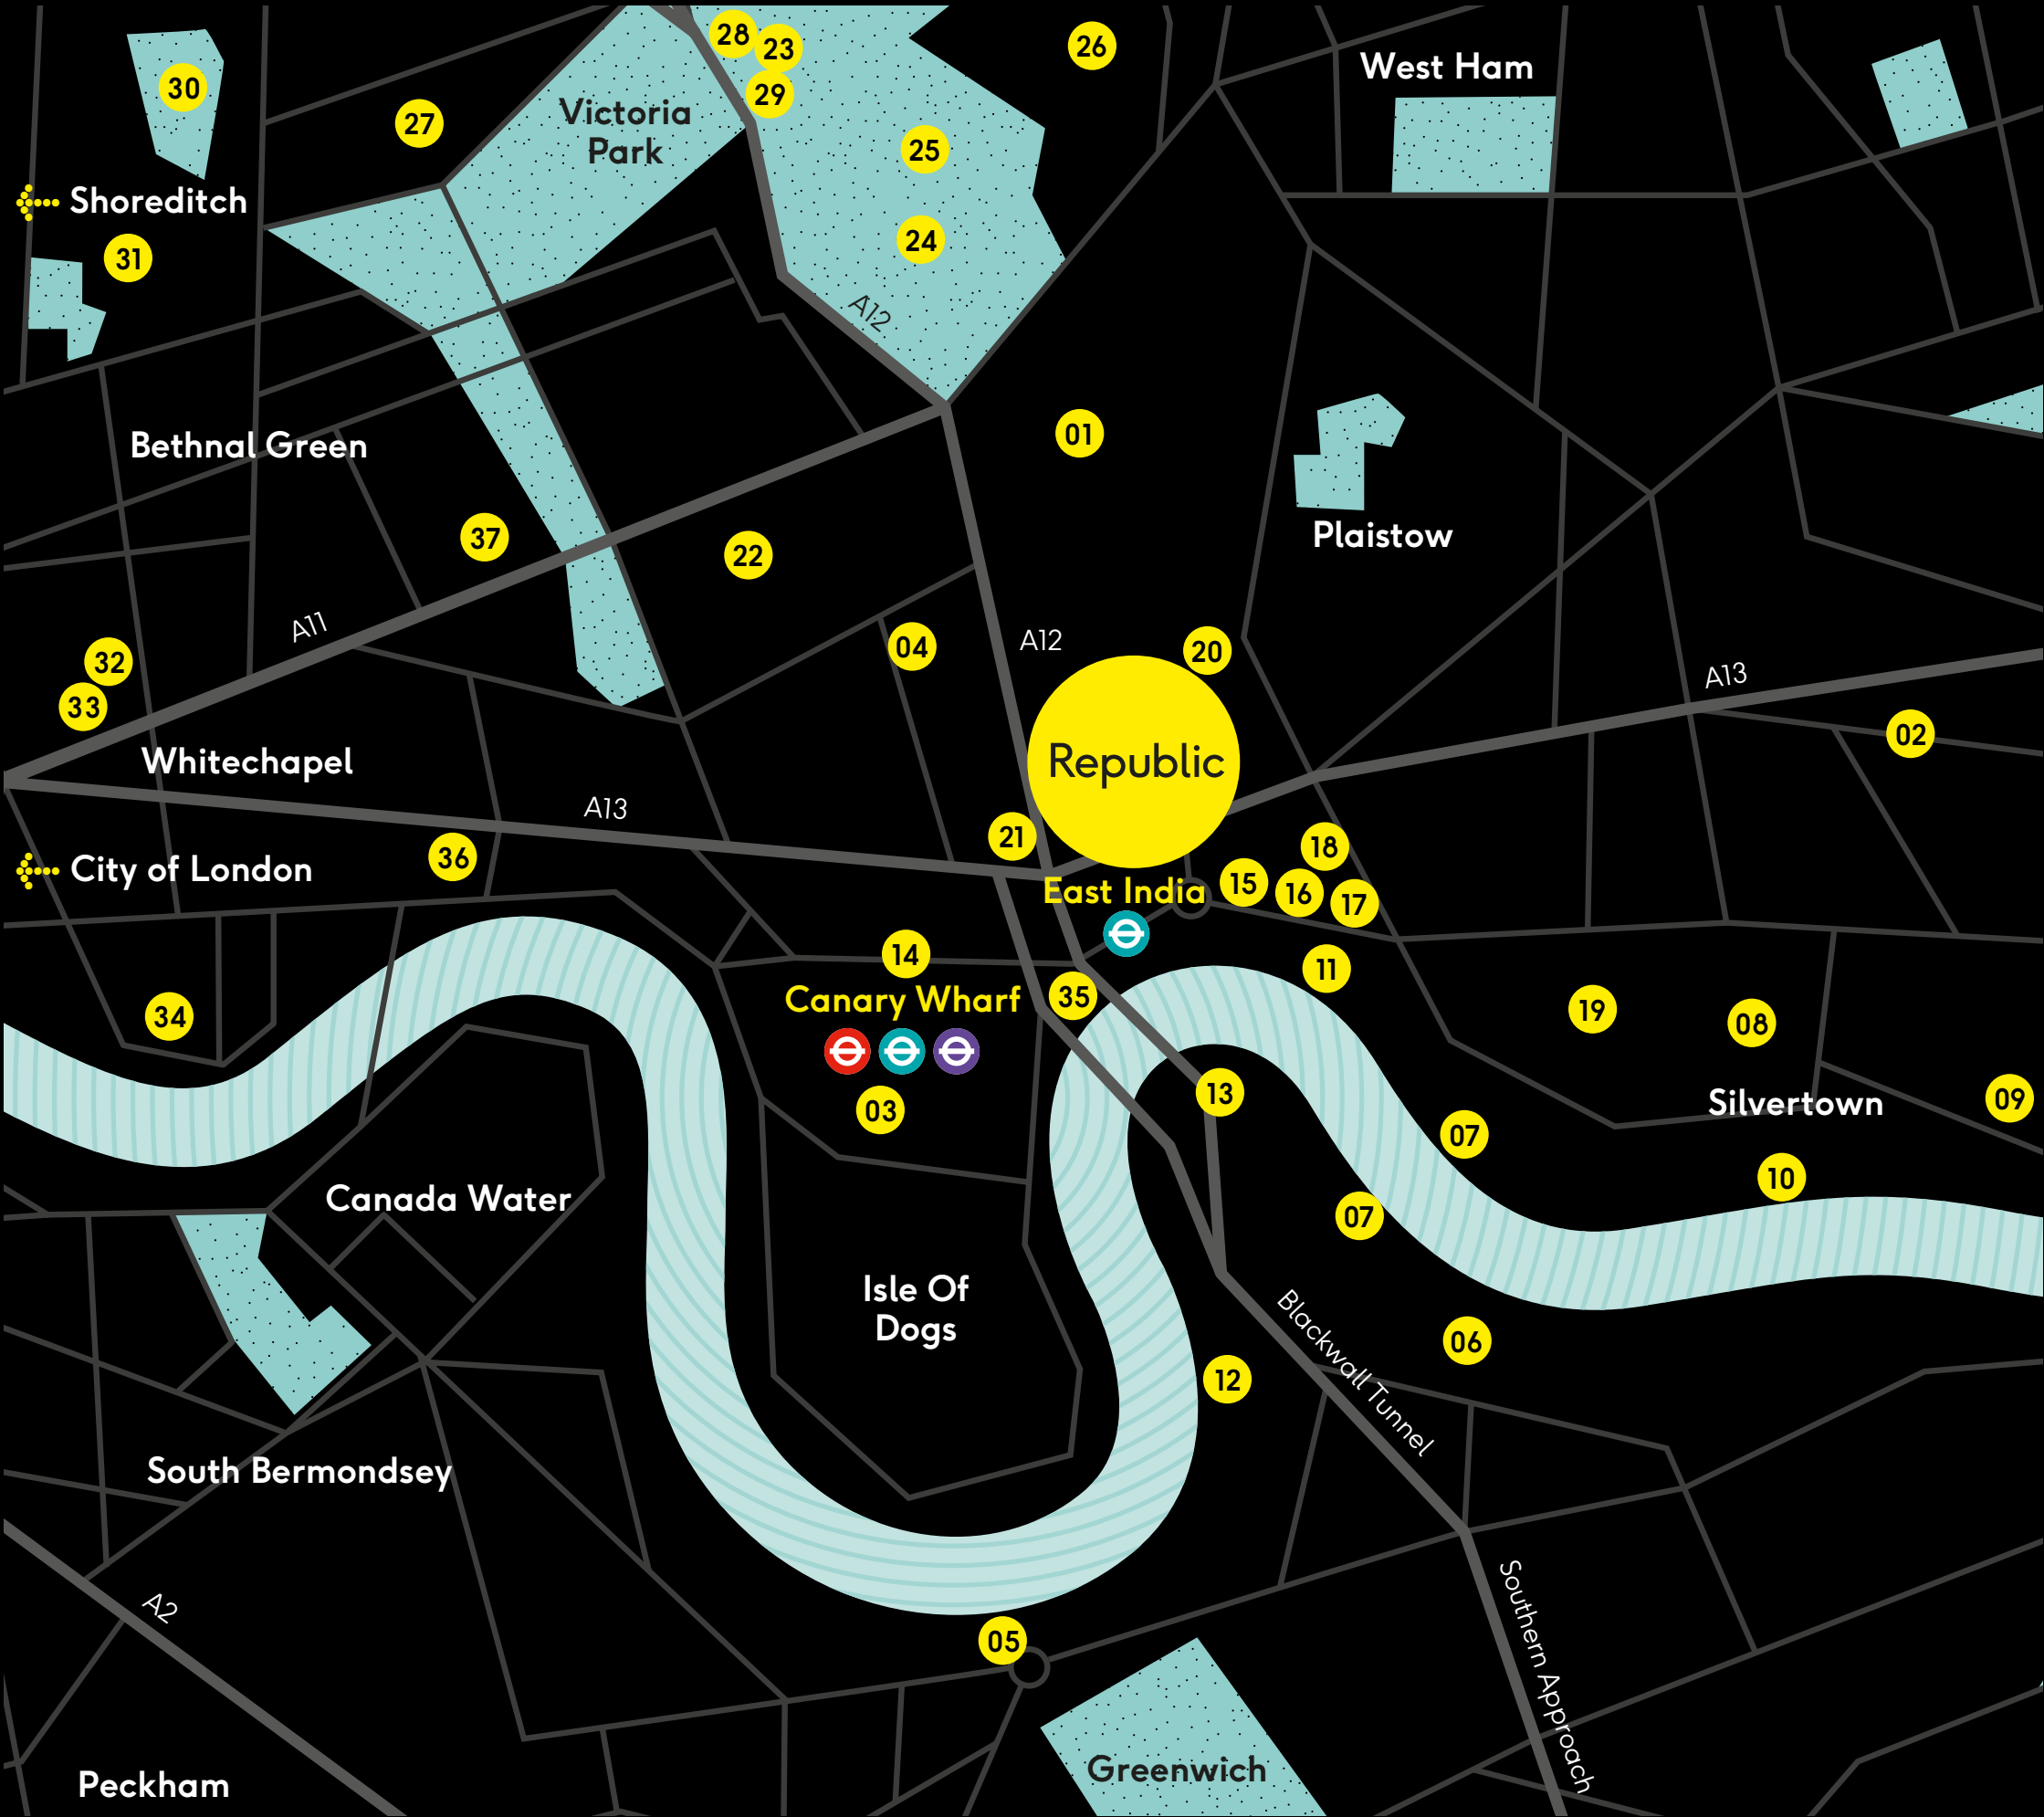 28
23
26
West Ham
30
29
27
Victoria
Park
25
Shoreditch
24
31
A12
01
Bethnal Green
37
Plaistow
22
A11
04
A12
20
32
A13
33
02
Whitechapel
Republic
A13
21
18
36
City of London
East India
15
16
17
14
11
Canary Wharf
35
34
19
08
13
Silvertown
09
03
07
10
Canada Water
07
Isle Of
Dogs
Blackwall Tunnel
06
12
South Bermondsey
A2
Southern Approach
05
Greenwich
Peckham